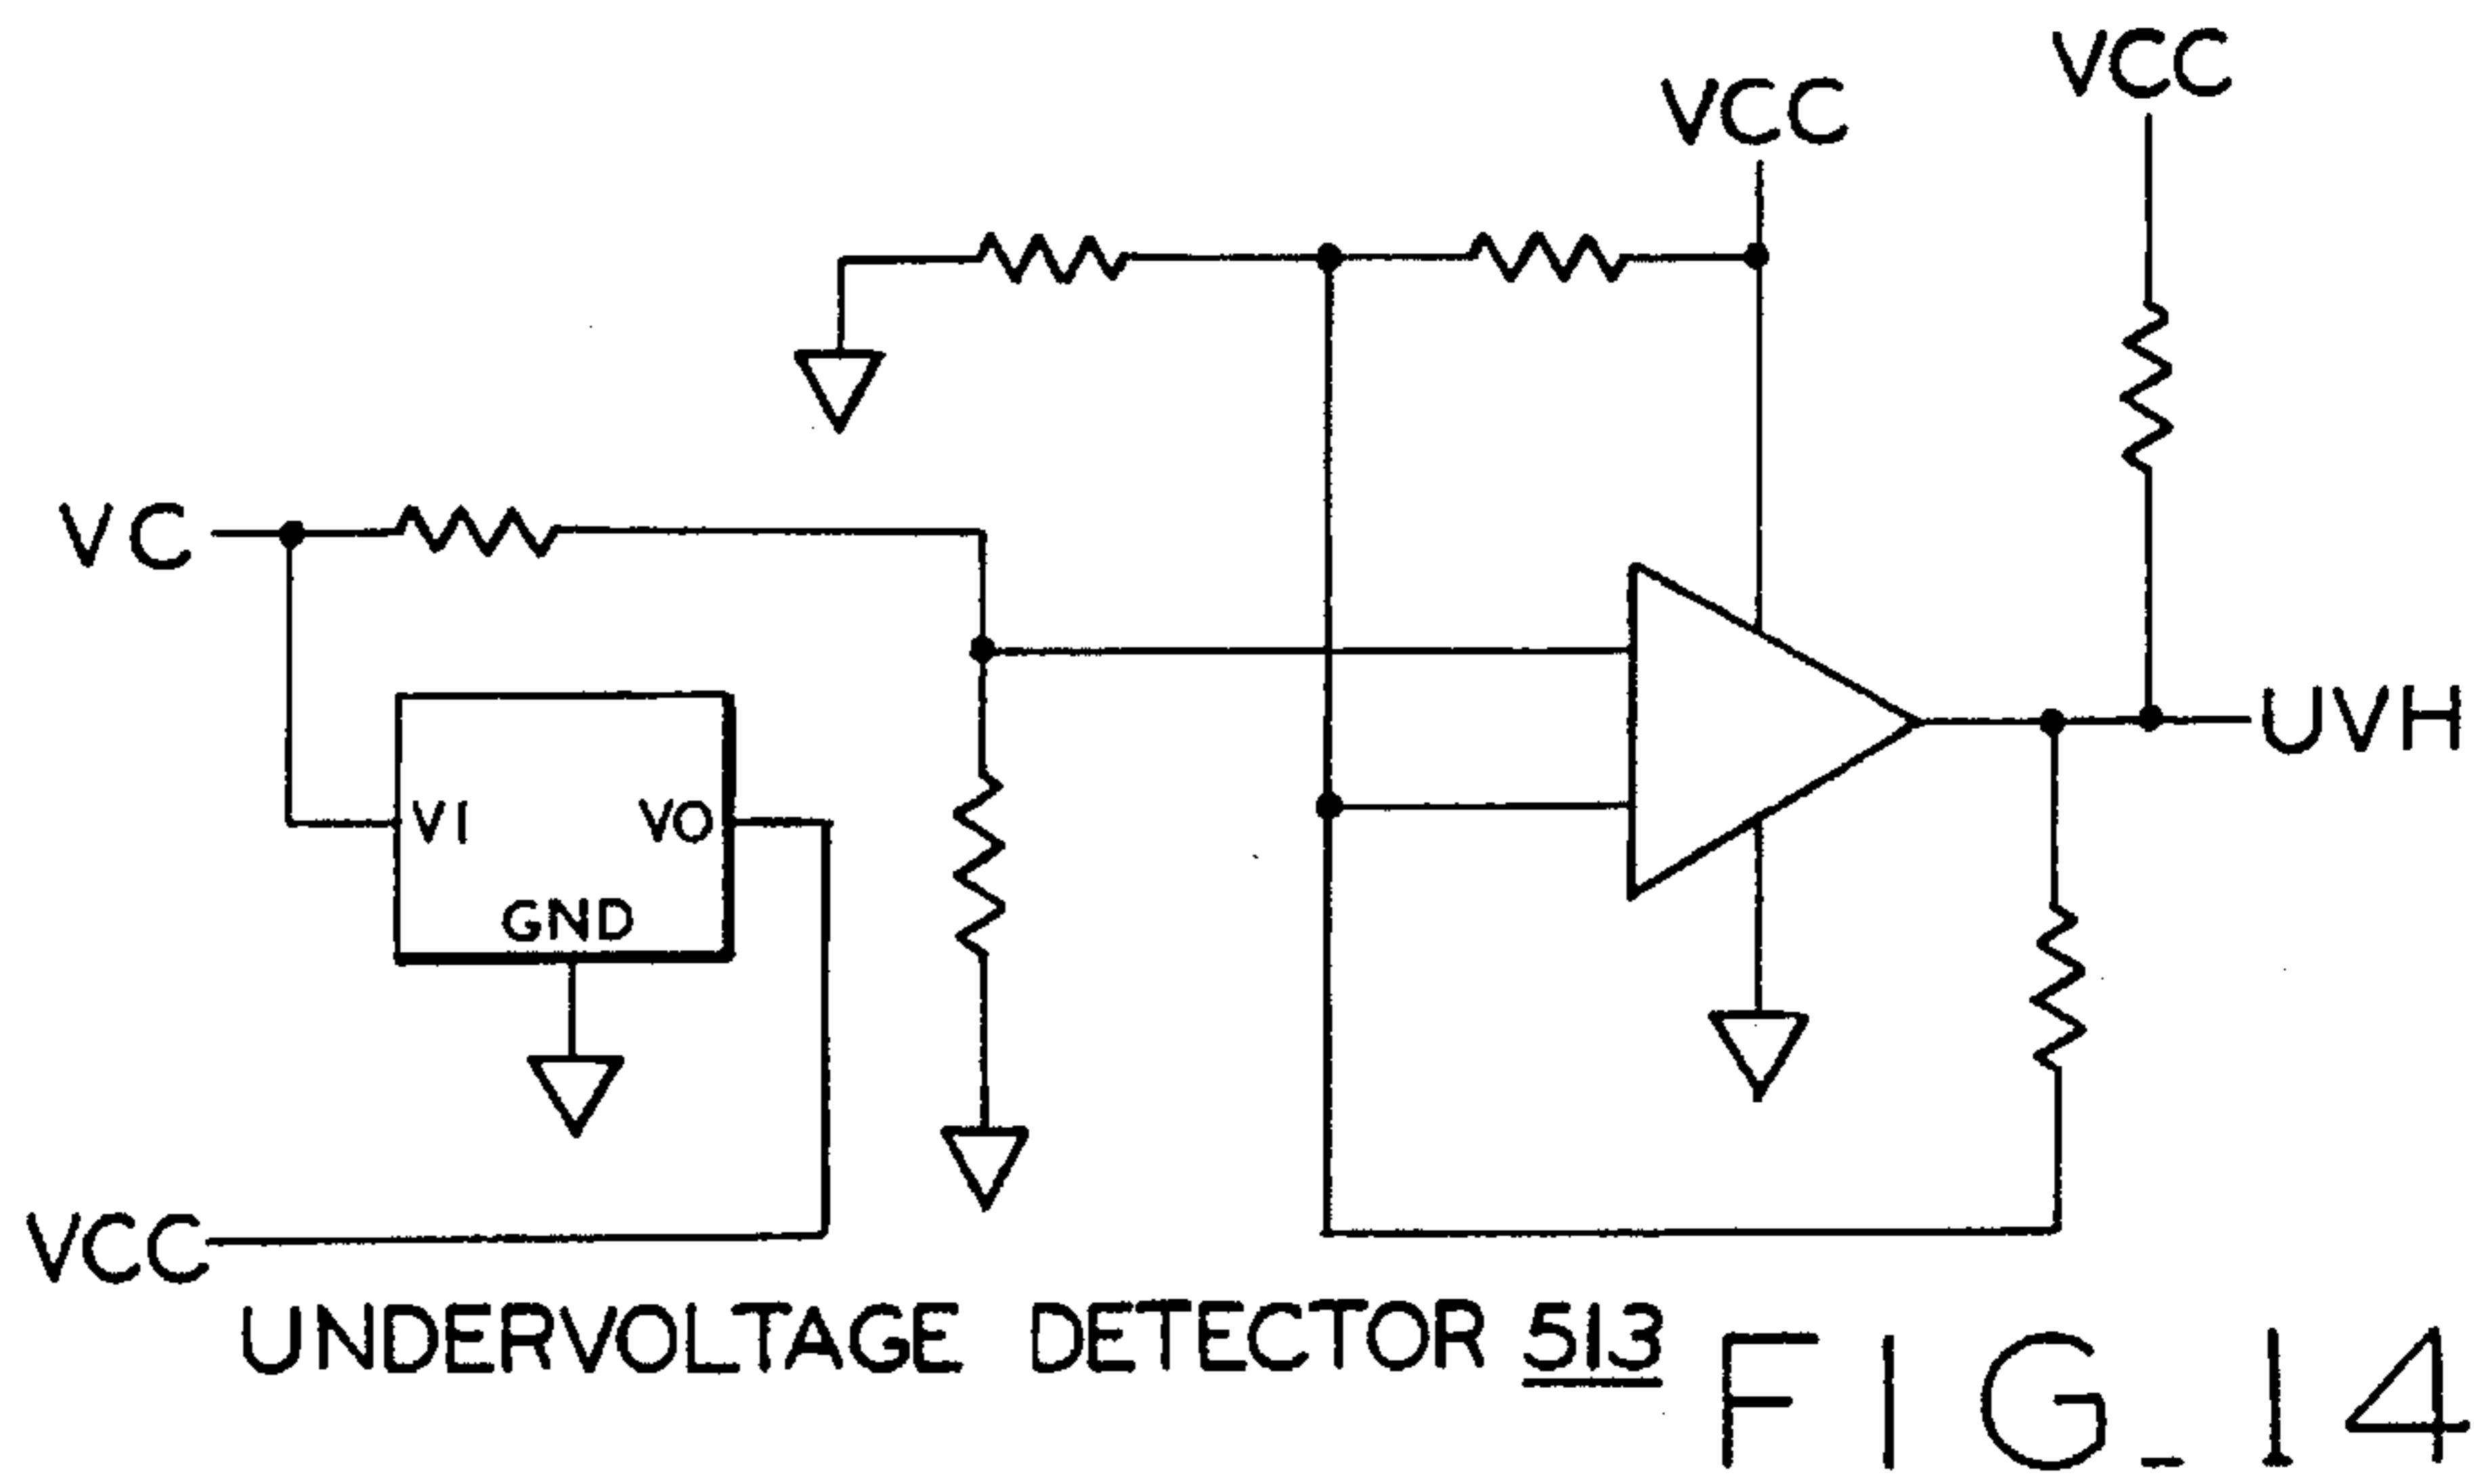 VCC
VCC
VC
UVH
VI
VO
GND
VCC
UNDERVOLTAGE DETECTOR 513
FIG_14